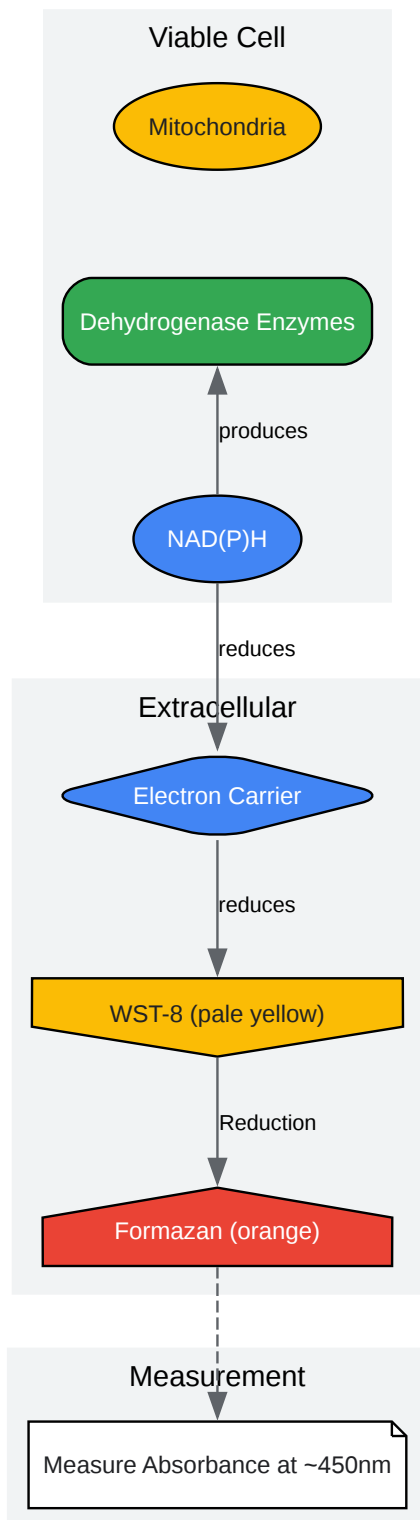 Viable Cell
Mitochondria
Dehydrogenase Enzymes
produces
NAD(P)H
reduces
Extracellular
Electron Carrier
reduces
WST-8 (pale yellow)
Reduction
Formazan (orange)
Measurement
Measure Absorbance at ~450nm